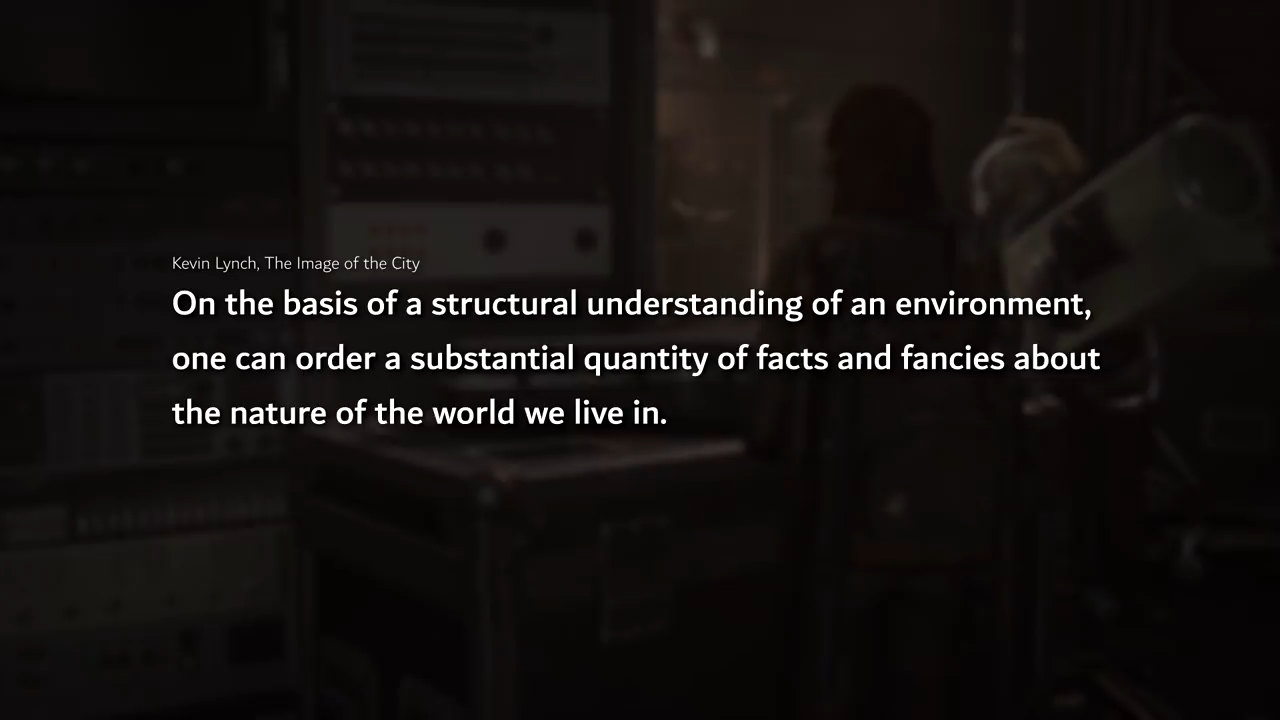 Kevin Lynch, The Image of the City
On the basis of a structural understanding of an environment,
one can order a substantial quantity of facts and fancies about
the nature of the world we live in.